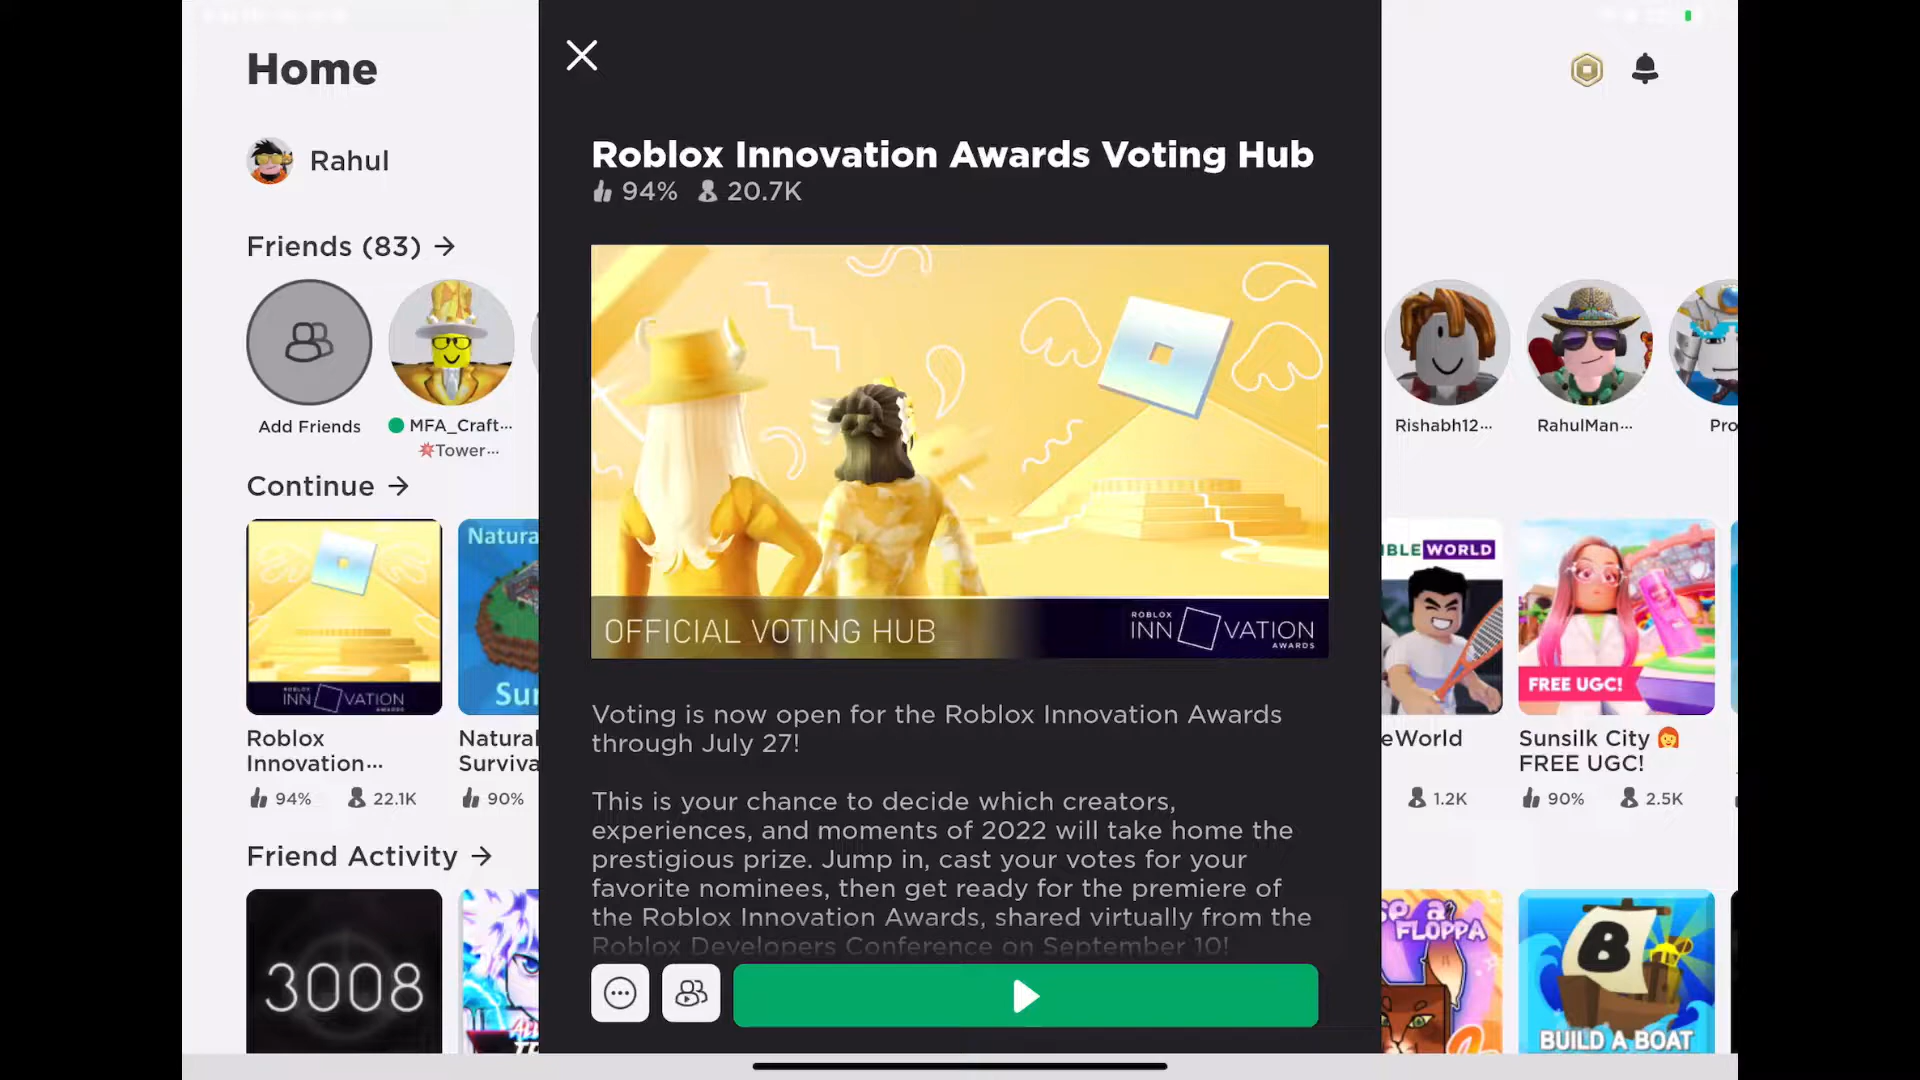 Home
Rahul
Friends (83)
Add Friends
MFA_Craft...
Tower...
Rishabh12...
RahulMan...
Pro
Continue
INNOVATION
AWARDS
Roblox
Innovation...
94% 22.1K
Natura
Sur
Natural
Surviva
90%
BLEWORLD
eWorld
1.2K
FREE UGC!
Sunsilk City
FREE UGC!
90% 2.5K
Friend Activity
3008
FLOPPA
B
BUILD A BOAT
Roblox Innovation Awards Voting Hub
94% 20.7K
OFFICIAL VOTING HUB
ROBLOX
INNOVATION
AWARDS
Voting is now open for the Roblox Innovation Awards
through July 27!
This is your chance to decide which creators,
experiences, and moments of 2022 will take home the
prestigious prize. Jump in, cast your votes for your
favorite nominees, then get ready for the premiere of
the Roblox Innovation Awards, shared virtually from the
Roblox Developers Conference on September 10!